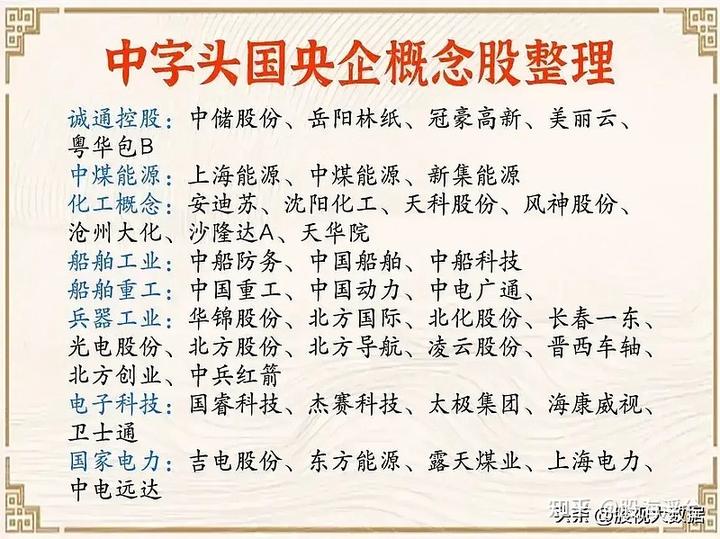 中字头国央企概念股整理
诚通控股：中储股份、岳阳林纸、冠豪高新、美丽云、
粤华包B
中煤能源：上海能源、中煤能源、新集能源
化工概念：安迪苏、沈阳化工、天科股份、风神股份、
沧州大化、沙隆达A、天华院
船舶工业：中船防务、中国船舶、中船科技
船舶重工：中国重工、中国动力、中电广通、
兵器工业：华锦股份、北方国际、北化股份、长春一东、
光电股份、北方股份、北方导航、凌云股份、晋西车轴、
北方创业、中兵红箭
电子科技：国睿科技、杰赛科技、太极集团、海康威视、
卫士通
国家电力：吉电股份、东方能源、露天煤业、上海电力、
中电远达
知乎 @股海
头条 @股视大数据